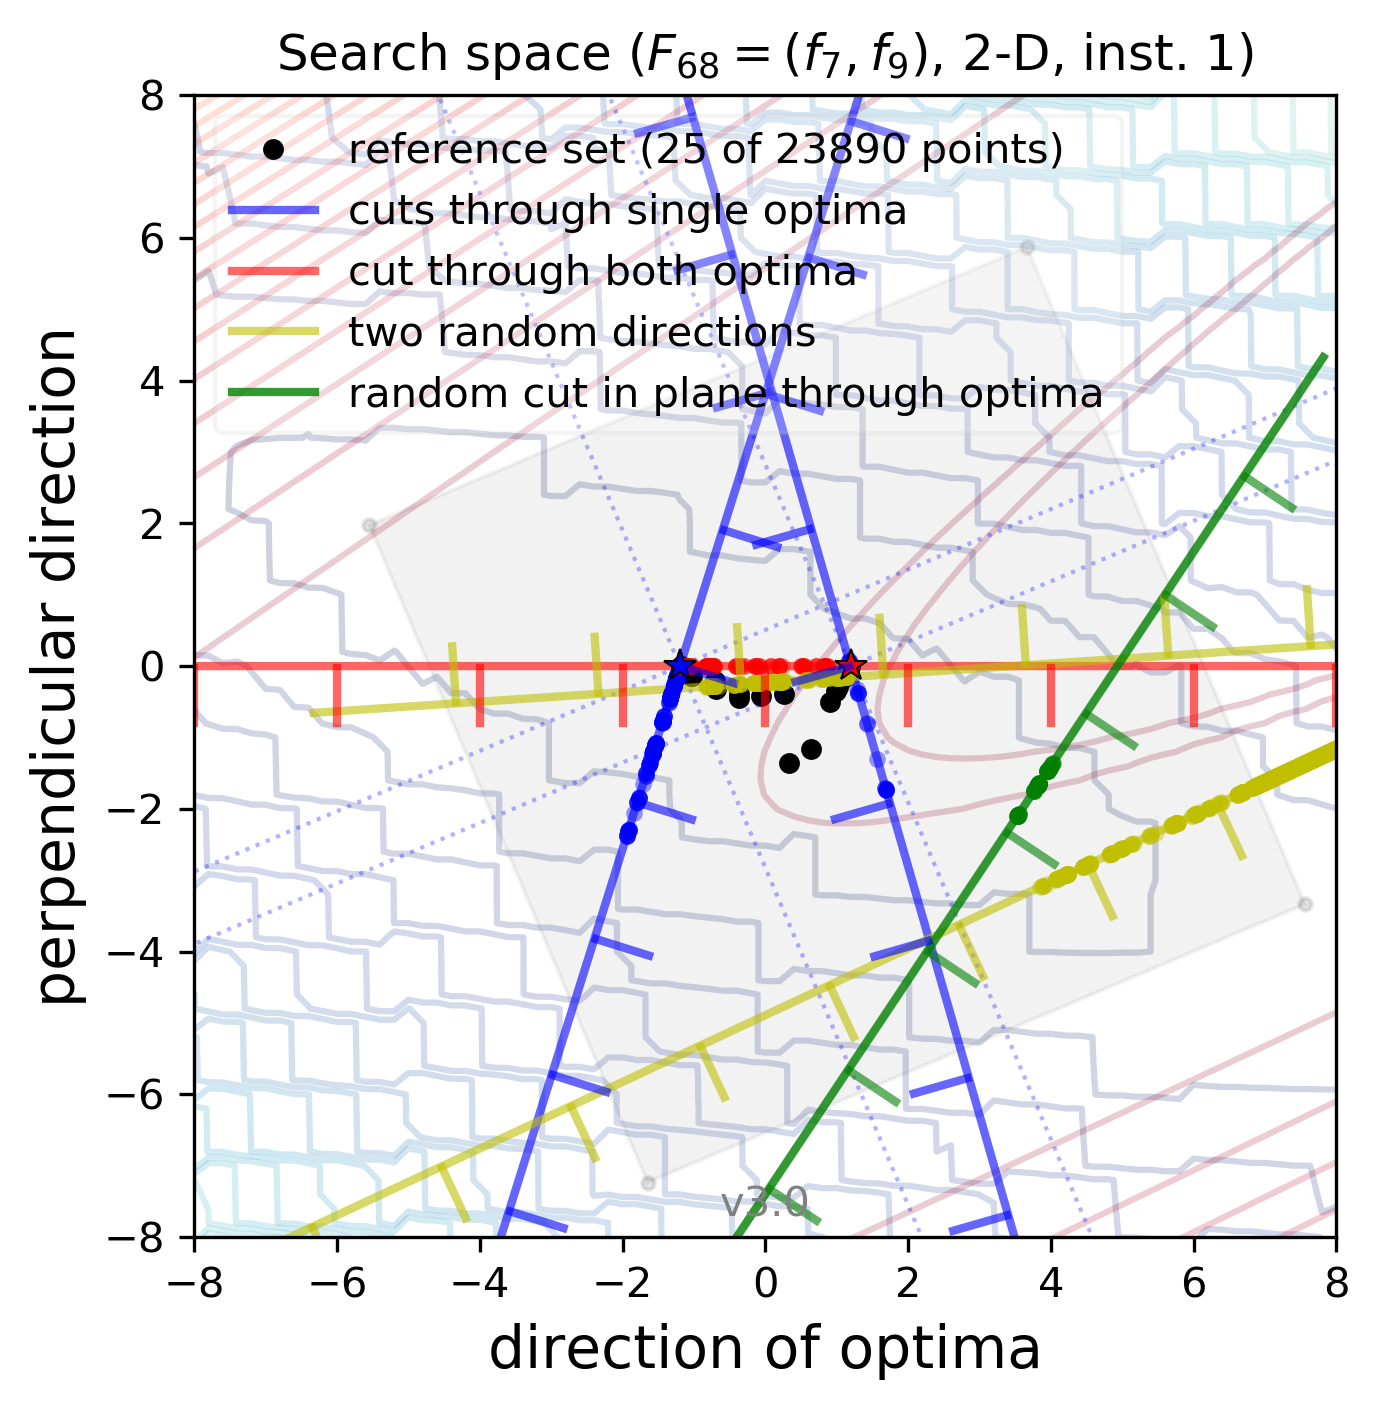 Search space (F68 = (f7, f9), 2-D, inst. 1)
reference set (25 of 23890 points)
cuts through single optima
cut through both optima
two random directions
random cut in plane through optima
perpendicular direction
8
6
4
2
0
−2
−4
−6
−8
v3.0
−8 −6 −4 −2 0 2 4 6 8
direction of optima